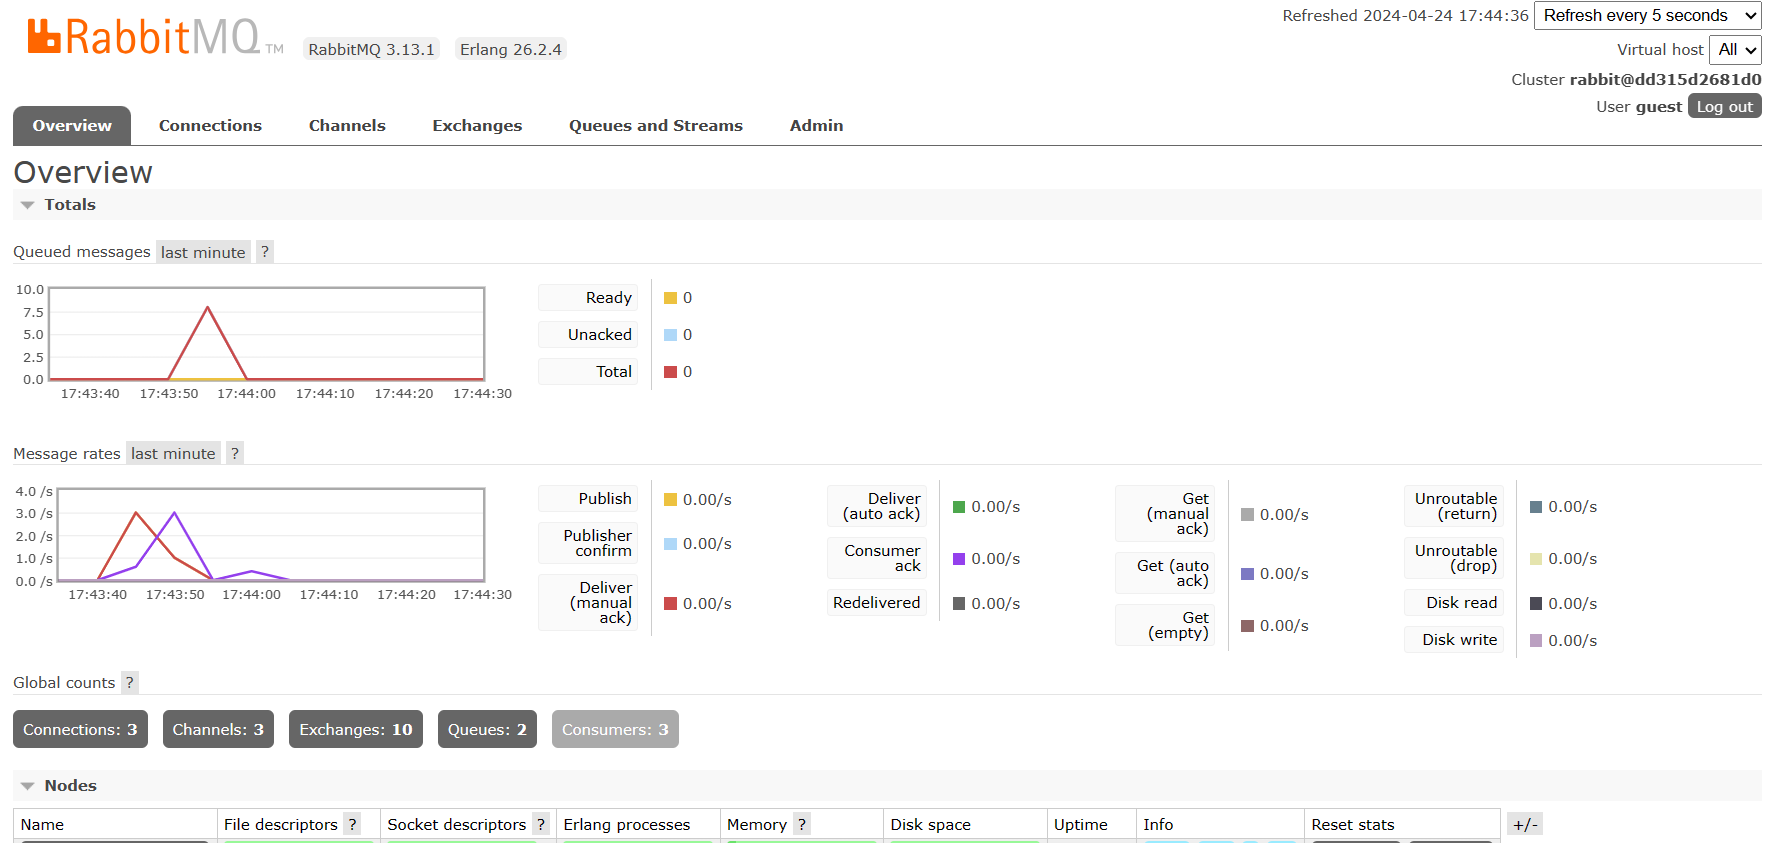 RabbitMQ TM
RabbitMQ 3.13.1
Erlang 26.2.4
Refreshed 2024-04-24 17:44:36
Refresh every 5 seconds
Virtual host
All
Cluster rabbit@dd315d2681d0
User guest
Log out
Overview
Connections
Channels
Exchanges
Queues and Streams
Admin
Overview
Totals
Queued messages last minute ?
10.0
7.5
5.0
2.5
0.0
17:43:40 17:43:50 17:44:00 17:44:10 17:44:20 17:44:30
Ready 0
Unacked 0
Total 0
Message rates last minute ?
4.0 /s
3.0 /s
2.0 /s
1.0 /s
0.0 /s
17:43:40 17:43:50 17:44:00 17:44:10 17:44:20 17:44:30
Publish 0.00/s
Publisher
confirm 0.00/s
Deliver
(manual
ack) 0.00/s
Deliver
(auto ack) 0.00/s
Consumer
ack 0.00/s
Redelivered 0.00/s
Get
(manual
ack) 0.00/s
Get (auto
ack) 0.00/s
Get
(empty) 0.00/s
Unroutable
(return) 0.00/s
Unroutable
(drop) 0.00/s
Disk read 0.00/s
Disk write 0.00/s
Global counts ?
Connections: 3
Channels: 3
Exchanges: 10
Queues: 2
Consumers: 3
Nodes
Name File descriptors ? Socket descriptors ? Erlang processes Memory ? Disk space Uptime Info Reset stats +/-